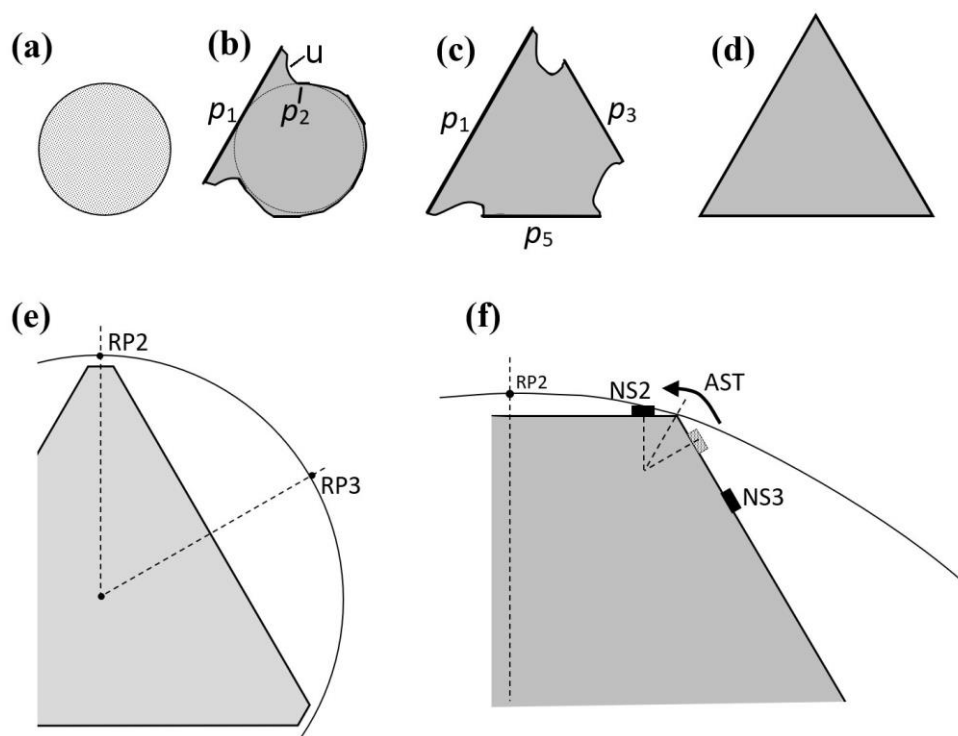 (a)
(b)
u
p1
p2
(c)
p1
p3
p5
(d)
(e)
RP2
RP3
(f)
RP2
NS2
AST
NS3